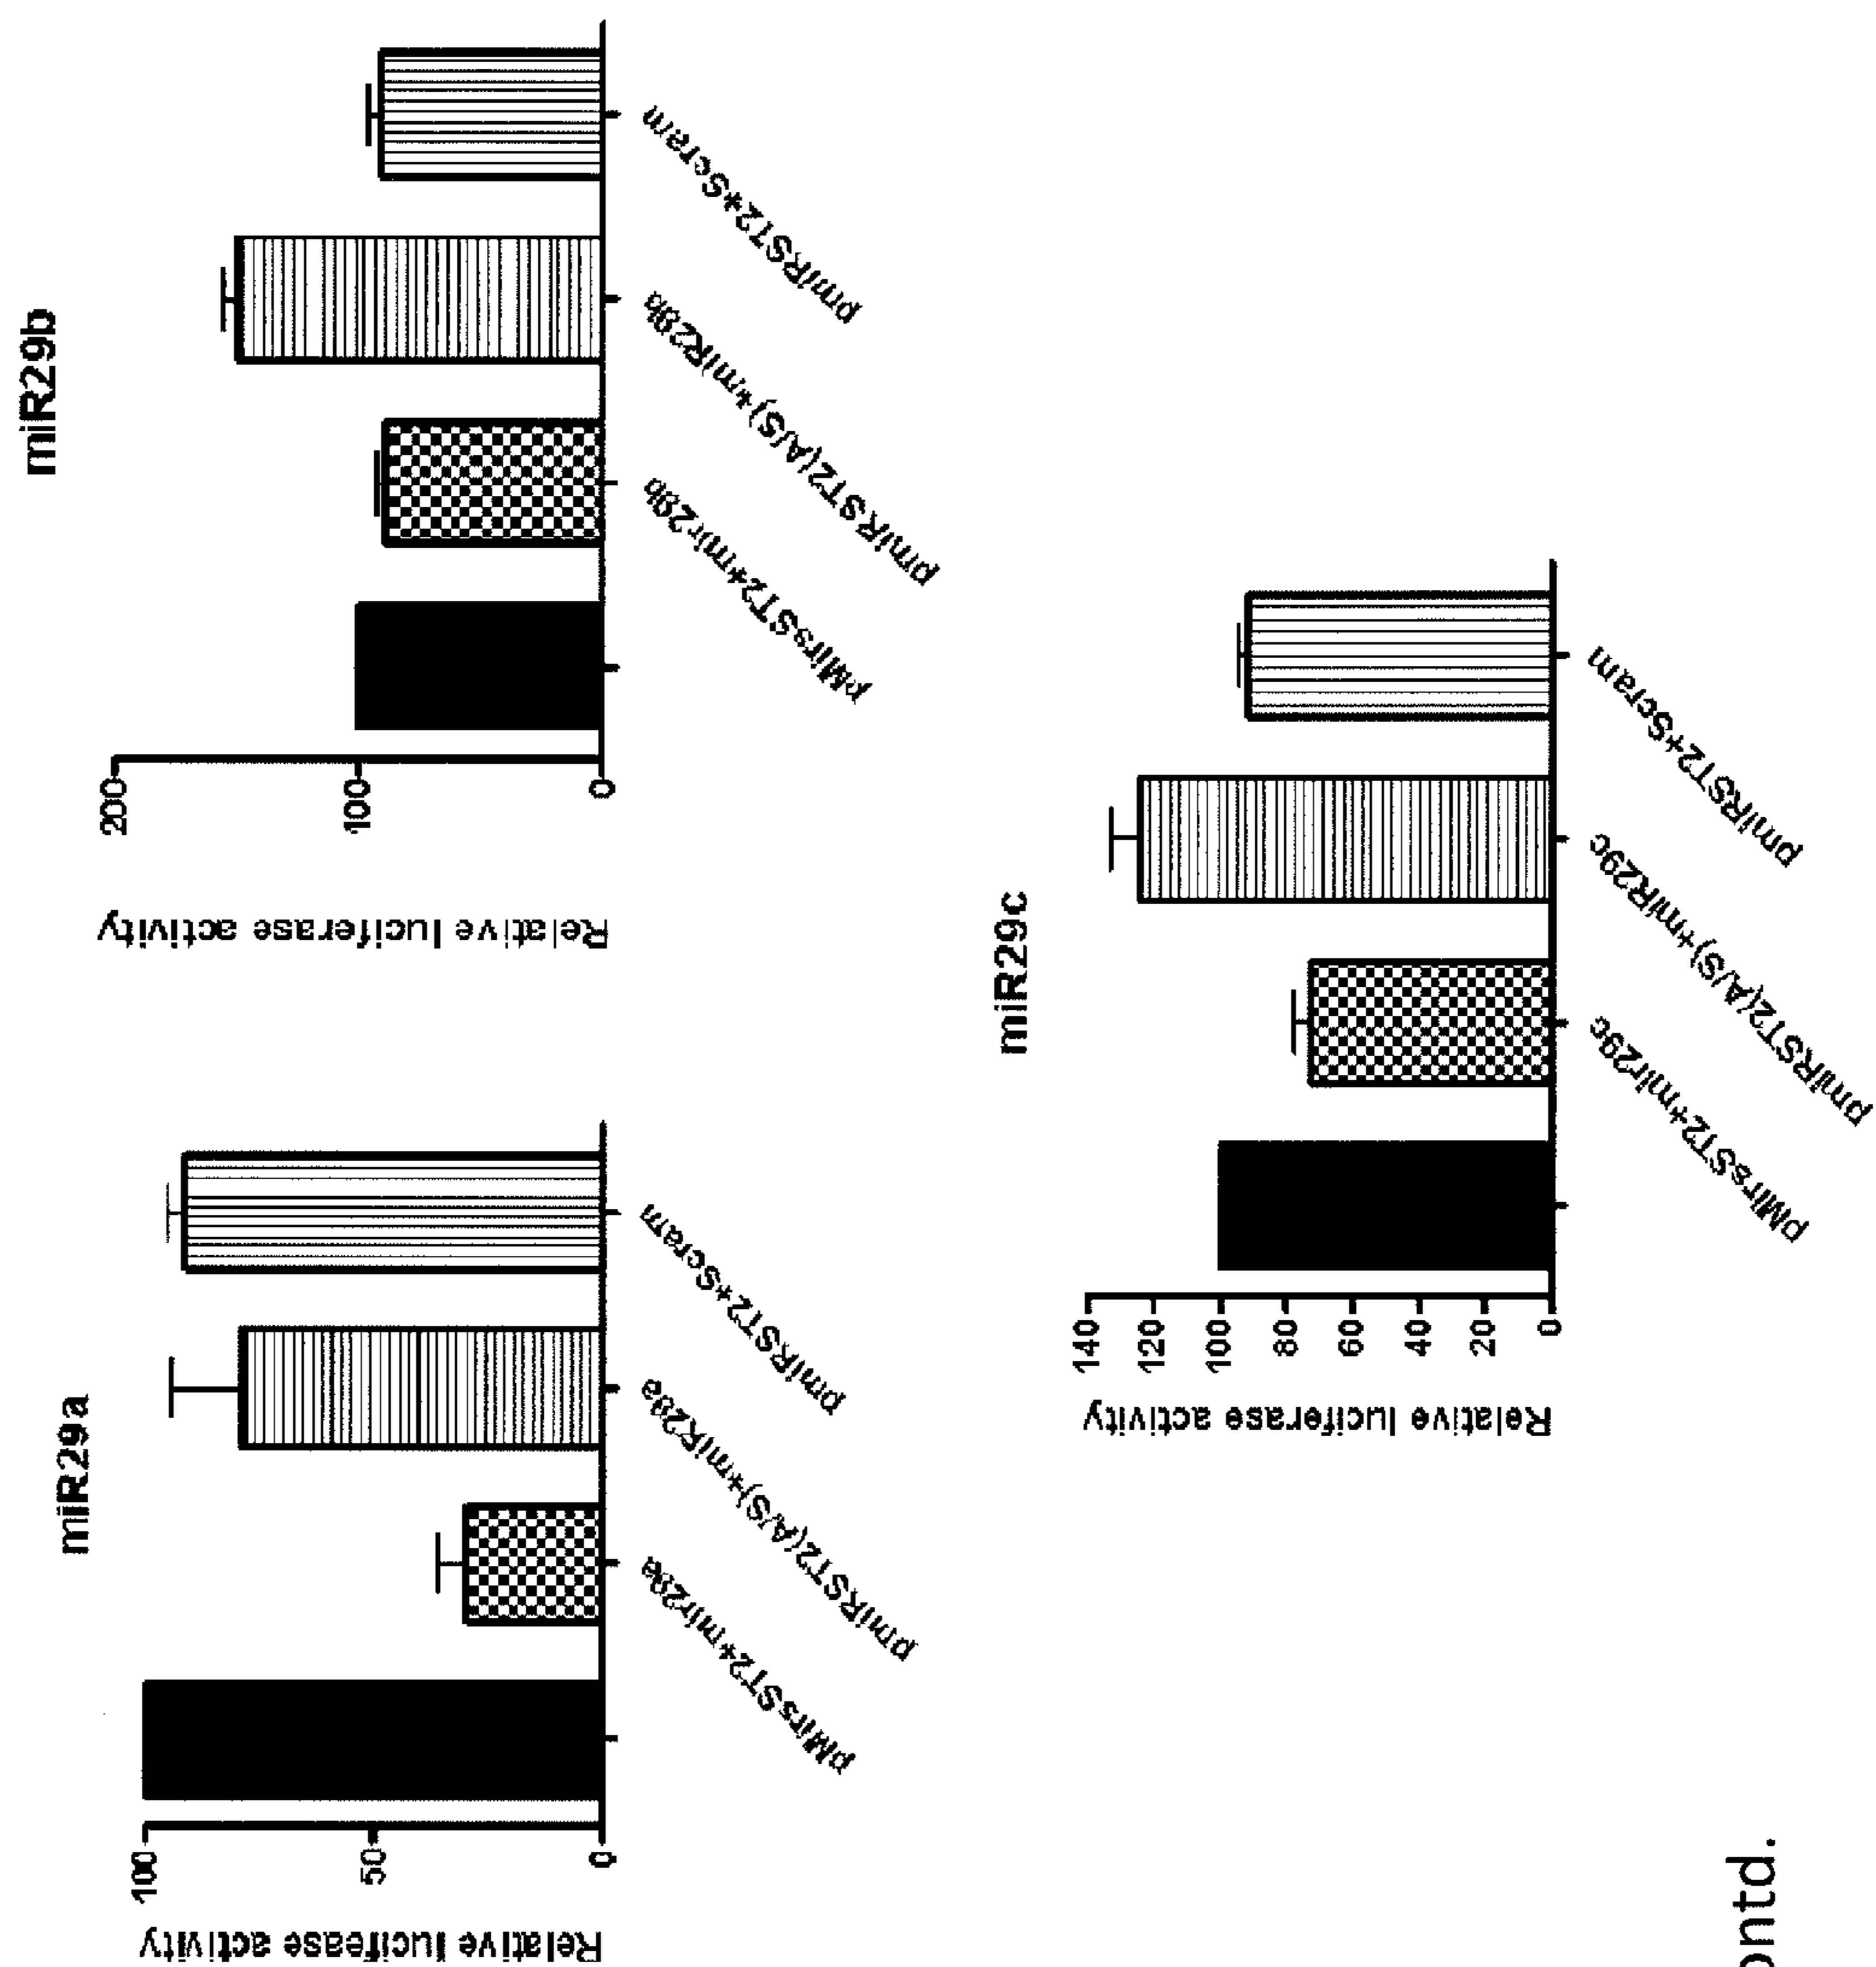 miR29a
Relative lucifease activity
100
50
0
pMirsST2+mir29a
pmiRST2(A/S)+miR29a
pmiRST2+Scram
miR29b
Relative luciferase activity
200
100
0
pMirsST2+mir29b
pmiRST2(A/S)+miR29b
pmiRST2+Scram
miR29c
Relative luciferase activity
140
120
100
80
60
40
20
0
pMirsST2+mir29c
pmiRST2(A/S)+miR29c
pmiRST2+Scram
ontd.